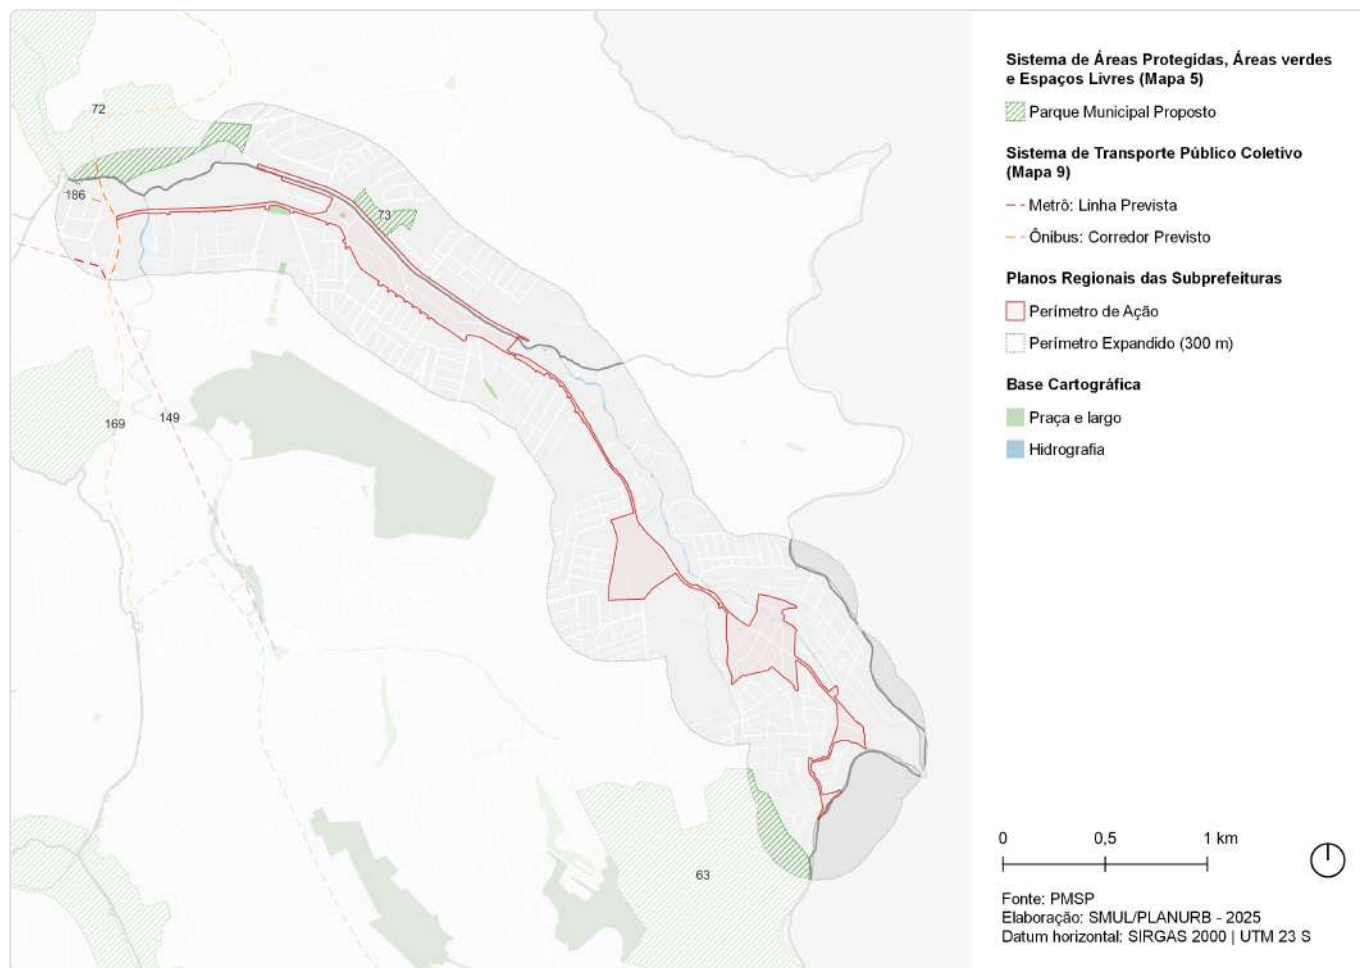 72
186
73
169
149
63
Sistema de Áreas Protegidas, Áreas verdes
e Espaços Livres (Mapa 5)
Parque Municipal Proposto
Sistema de Transporte Público Coletivo
(Mapa 9)
Metrô: Linha Prevista
Ônibus: Corredor Previsto
Planos Regionais das Subprefeituras
Perímetro de Ação
Perímetro Expandido (300 m)
Base Cartográfica
Praça e largo
Hidrografia
0 0,5 1 km
Fonte: PMSP
Elaboração: SMUL/PLANURB - 2025
Datum horizontal: SIRGAS 2000 | UTM 23 S